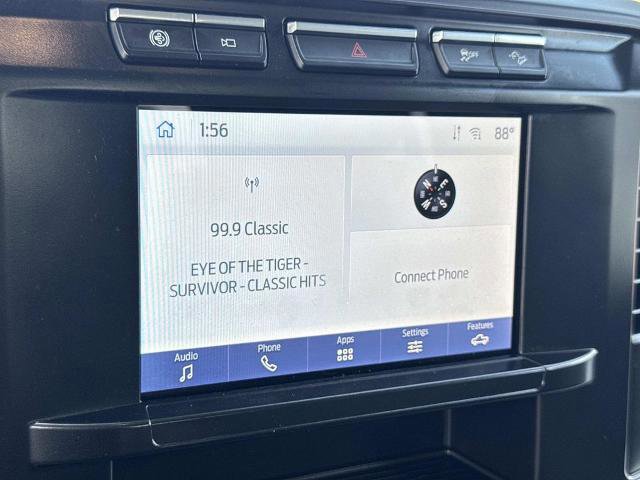 OFF
1:56
88°
99.9 Classic
EYE OF THE TIGER -
SURVIVOR - CLASSIC HITS
N E
W S
Connect Phone
Audio
Phone
Apps
Settings
Features